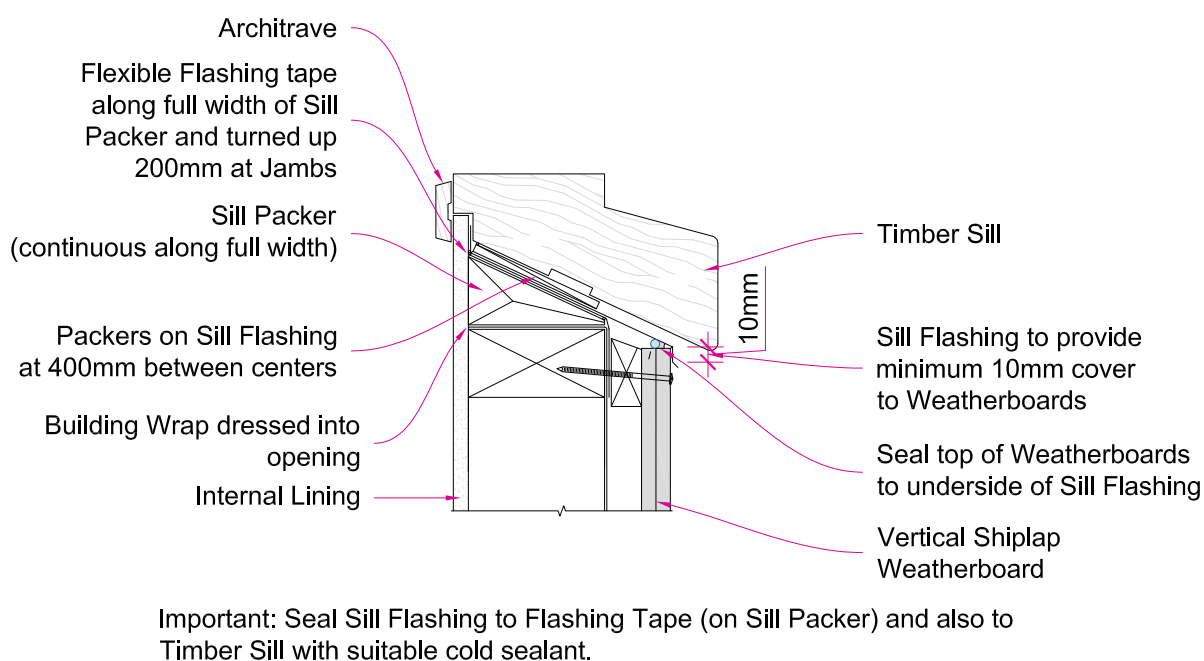 Architrave
Flexible Flashing tape
along full width of Sill
Packer and turned up
200mm at Jambs
Sill Packer
(continuous along full width)
Packers on Sill Flashing
at 400mm between centers
Building Wrap dressed into
opening
Internal Lining
Timber Sill
10mm
Sill Flashing to provide
minimum 10mm cover
to Weatherboards
Seal top of Weatherboards
to underside of Sill Flashing
Vertical Shiplap
Weatherboard
Important: Seal Sill Flashing to Flashing Tape (on Sill Packer) and also to
Timber Sill with suitable cold sealant.